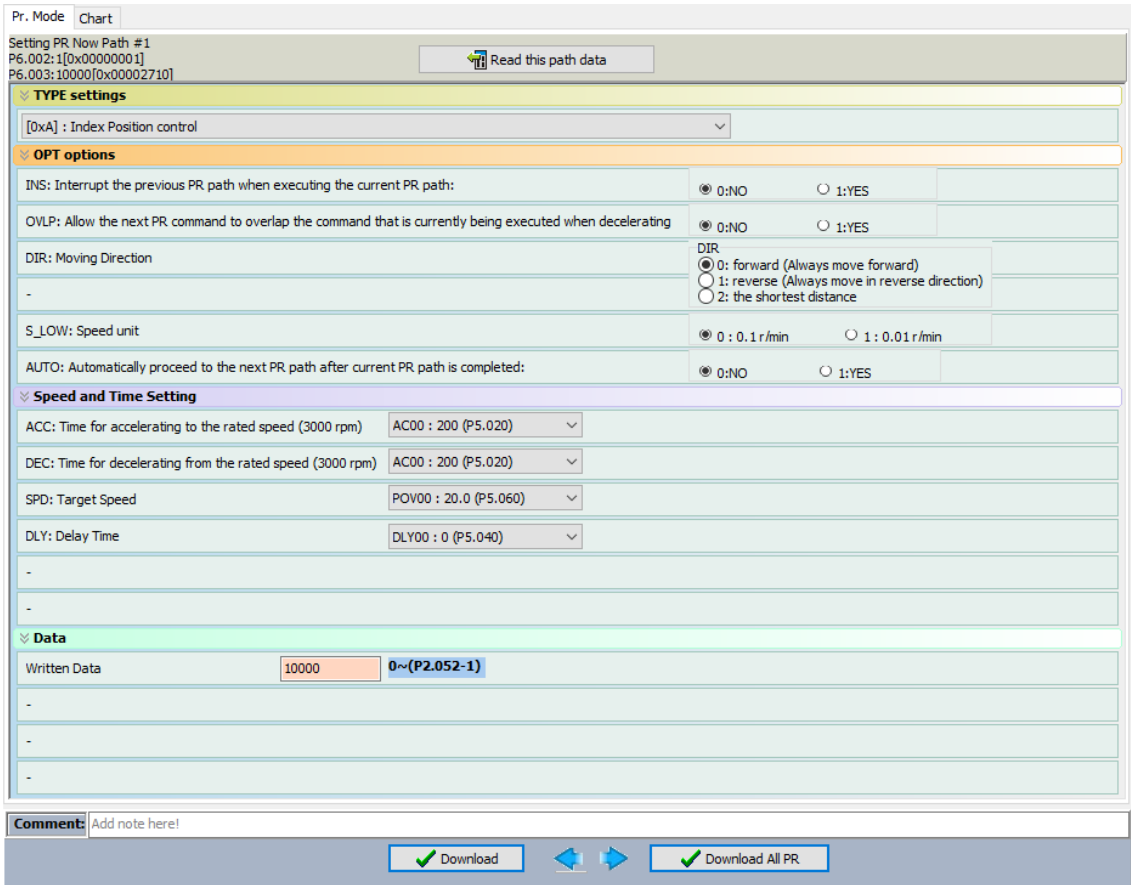 Pr. Mode Chart
Setting PR Now Path #1
P6.002:1[0x00000001]
P6.003:10000[0x00002710]
Read this path data
TYPE settings
[0xA] : Index Position control
OPT options
INS: Interrupt the previous PR path when executing the current PR path: 0:NO 1:YES
OVLP: Allow the next PR command to overlap the command that is currently being executed when decelerating 0:NO 1:YES
DIR: Moving Direction
DIR
0: forward (Always move forward)
1: reverse (Always move in reverse direction)
2: the shortest distance
-
S_LOW: Speed unit 0 : 0.1 r/min 1 : 0.01 r/min
AUTO: Automatically proceed to the next PR path after current PR path is completed: 0:NO 1:YES
Speed and Time Setting
ACC: Time for accelerating to the rated speed (3000 rpm) AC00 : 200 (P5.020)
DEC: Time for decelerating from the rated speed (3000 rpm) AC00 : 200 (P5.020)
SPD: Target Speed POV00 : 20.0 (P5.060)
DLY: Delay Time DLY00 : 0 (P5.040)
-
-
Data
Written Data 10000 0~(P2.052-1)
-
-
-
Comment: Add note here!
Download Download All PR